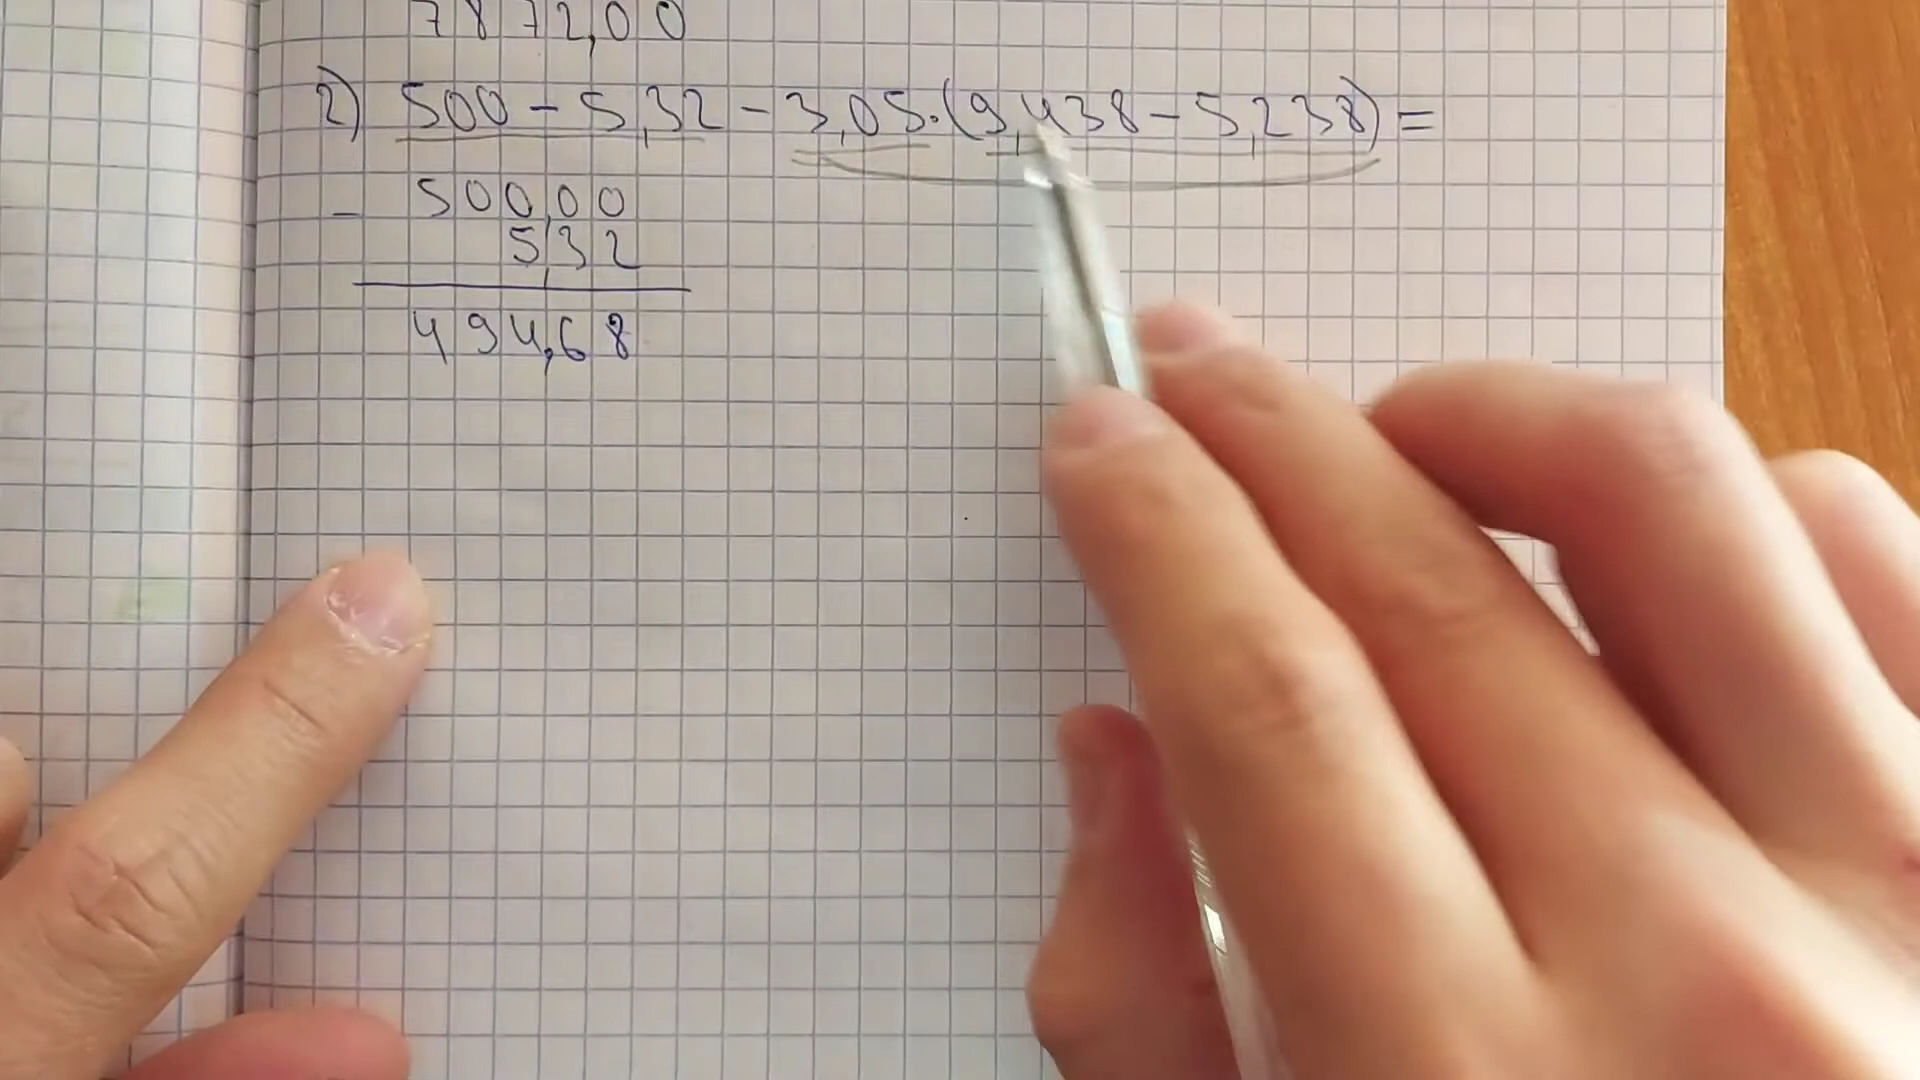 7872,00
2) 500 - 5,32 - 3,05·(9,438 - 5,238) =
- 500,00
5,32
494,68